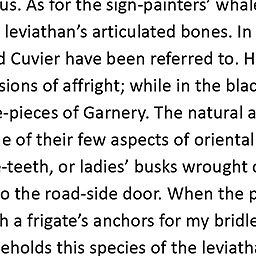 us. As for the sign-painters’ whal
leviathan’s articulated bones. In
d Cuvier have been referred to. H
sions of affright; while in the blac
e-pieces of Garnery. The natural a
e of their few aspects of oriental
-teeth, or ladies’ busks wrought
o the road-side door. When the p
h a frigate’s anchors for my bridle
eholds this species of the leviath